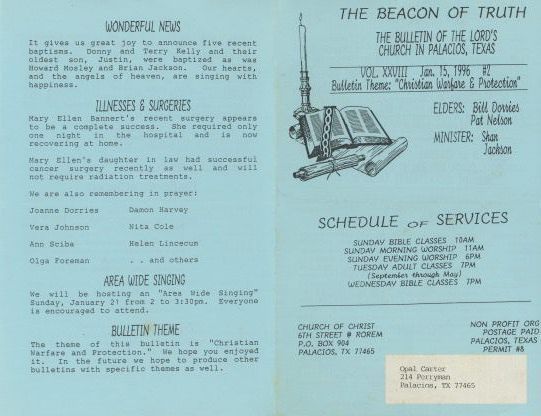 WONDERFUL NEWS
It gives us great joy to announce five recent
baptisms. Donny and Terry Kelly and their
oldest son, Justin, were baptized as was
Howard Mosley and Brian Jackson. Our hearts,
and the angels of heaven, are singing with
happiness.
ILLNESSES & SURGERIES
Mary Ellen Bannert's recent surgery appears
to be a complete success. She required only
one night in the hospital and is now
recovering at home.
Mary Ellen's daughter in law had successful
cancer surgery recently as well and will
not require radiation treatments.
We are also remembering in prayer:
Joanne Dorries Damon Harvey
Vera Johnson Nita Cole
Ann Sciba Helen Lincecum
Olga Foreman . . and others
AREA WIDE SINGING
We will be hosting an "Area Wide Singing"
Sunday, January 21 from 2 to 3:30pm. Everyone
is encouraged to attend.
BULLETIN THEME
The theme of this bulletin is "Christian
Warfare and Protection." We hope you enjoyed
it. In the future we hope to produce other
bulletins with specific themes as well.
THE BEACON OF TRUTH
THE BULLETIN OF THE LORD'S
CHURCH IN PALACIOS, TEXAS
VOL. XXVIII Jan. 15, 1996 #2
Bulletin Theme: "Christian Warfare & Protection"
ELDERS: Bill Dorries
Pat Nelson
MINISTER: Shan
Jackson
SCHEDULE OF SERVICES
SUNDAY BIBLE CLASSES 10AM
SUNDAY MORNING WORSHIP 11AM
SUNDAY EVENING WORSHIP 6PM
TUESDAY ADULT CLASSES 7PM
(September through May)
WEDNESDAY BIBLE CLASSES 7PM
CHURCH OF CHRIST
6TH STREET @ ROREM
P.O. BOX 904
PALACIOS, TX 77465
NON PROFIT ORG
POSTAGE PAID
PALACIOS, TEXAS
PERMIT #8
Opal Carter
214 Perryman
Palacios, TX 77465